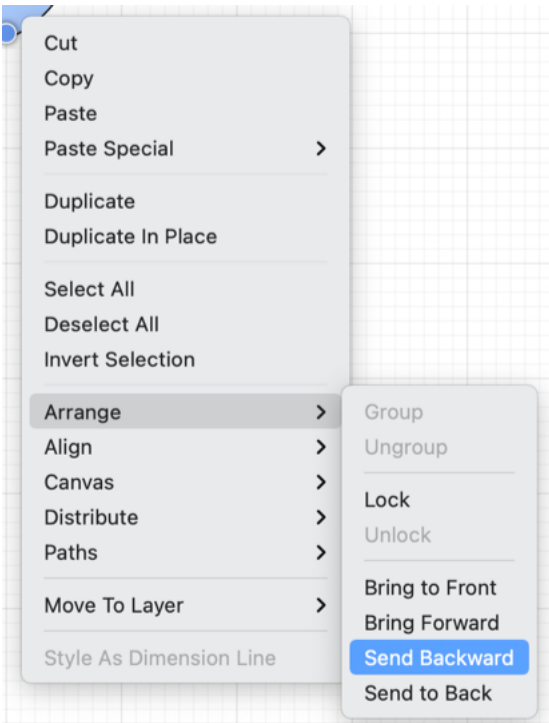 Cut
Copy
Paste
Paste Special
Duplicate
Duplicate In Place
Select All
Deselect All
Invert Selection
Arrange
Align
Canvas
Distribute
Paths
Move To Layer
Style As Dimension Line
Group
Ungroup
Lock
Unlock
Bring to Front
Bring Forward
Send Backward
Send to Back